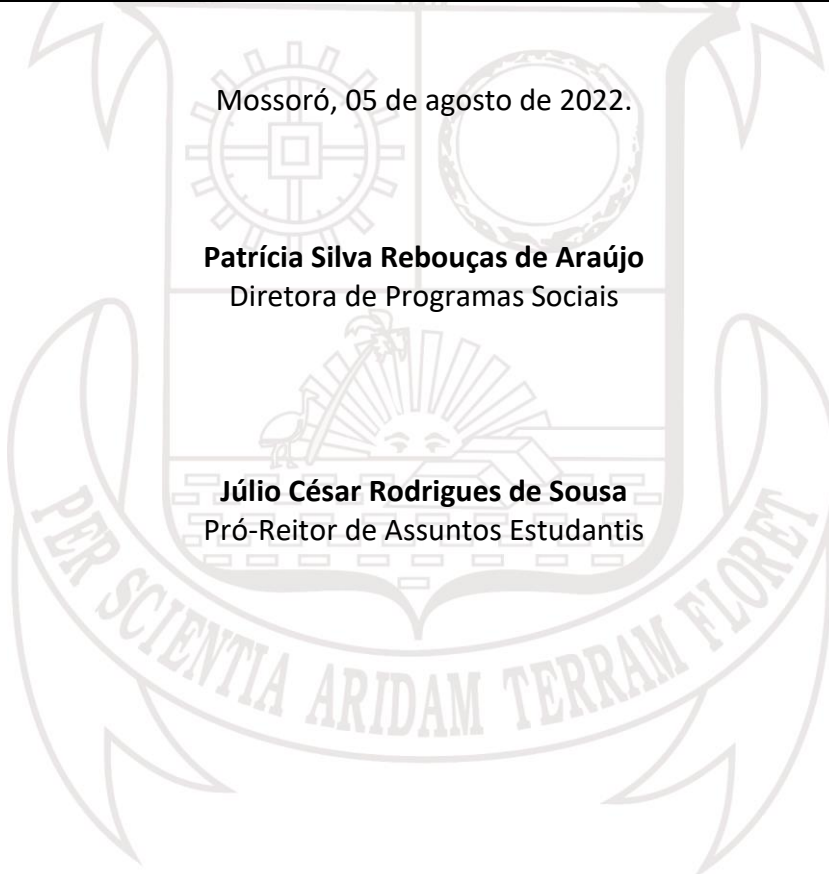 Mossoró, 05 de agosto de 2022.
Patrícia Silva Rebouças de Araújo
Diretora de Programas Sociais
Júlio César Rodrigues de Sousa
Pró-Reitor de Assuntos Estudantis
PER SCIENTIA ARIDAM TERRAM FLORET